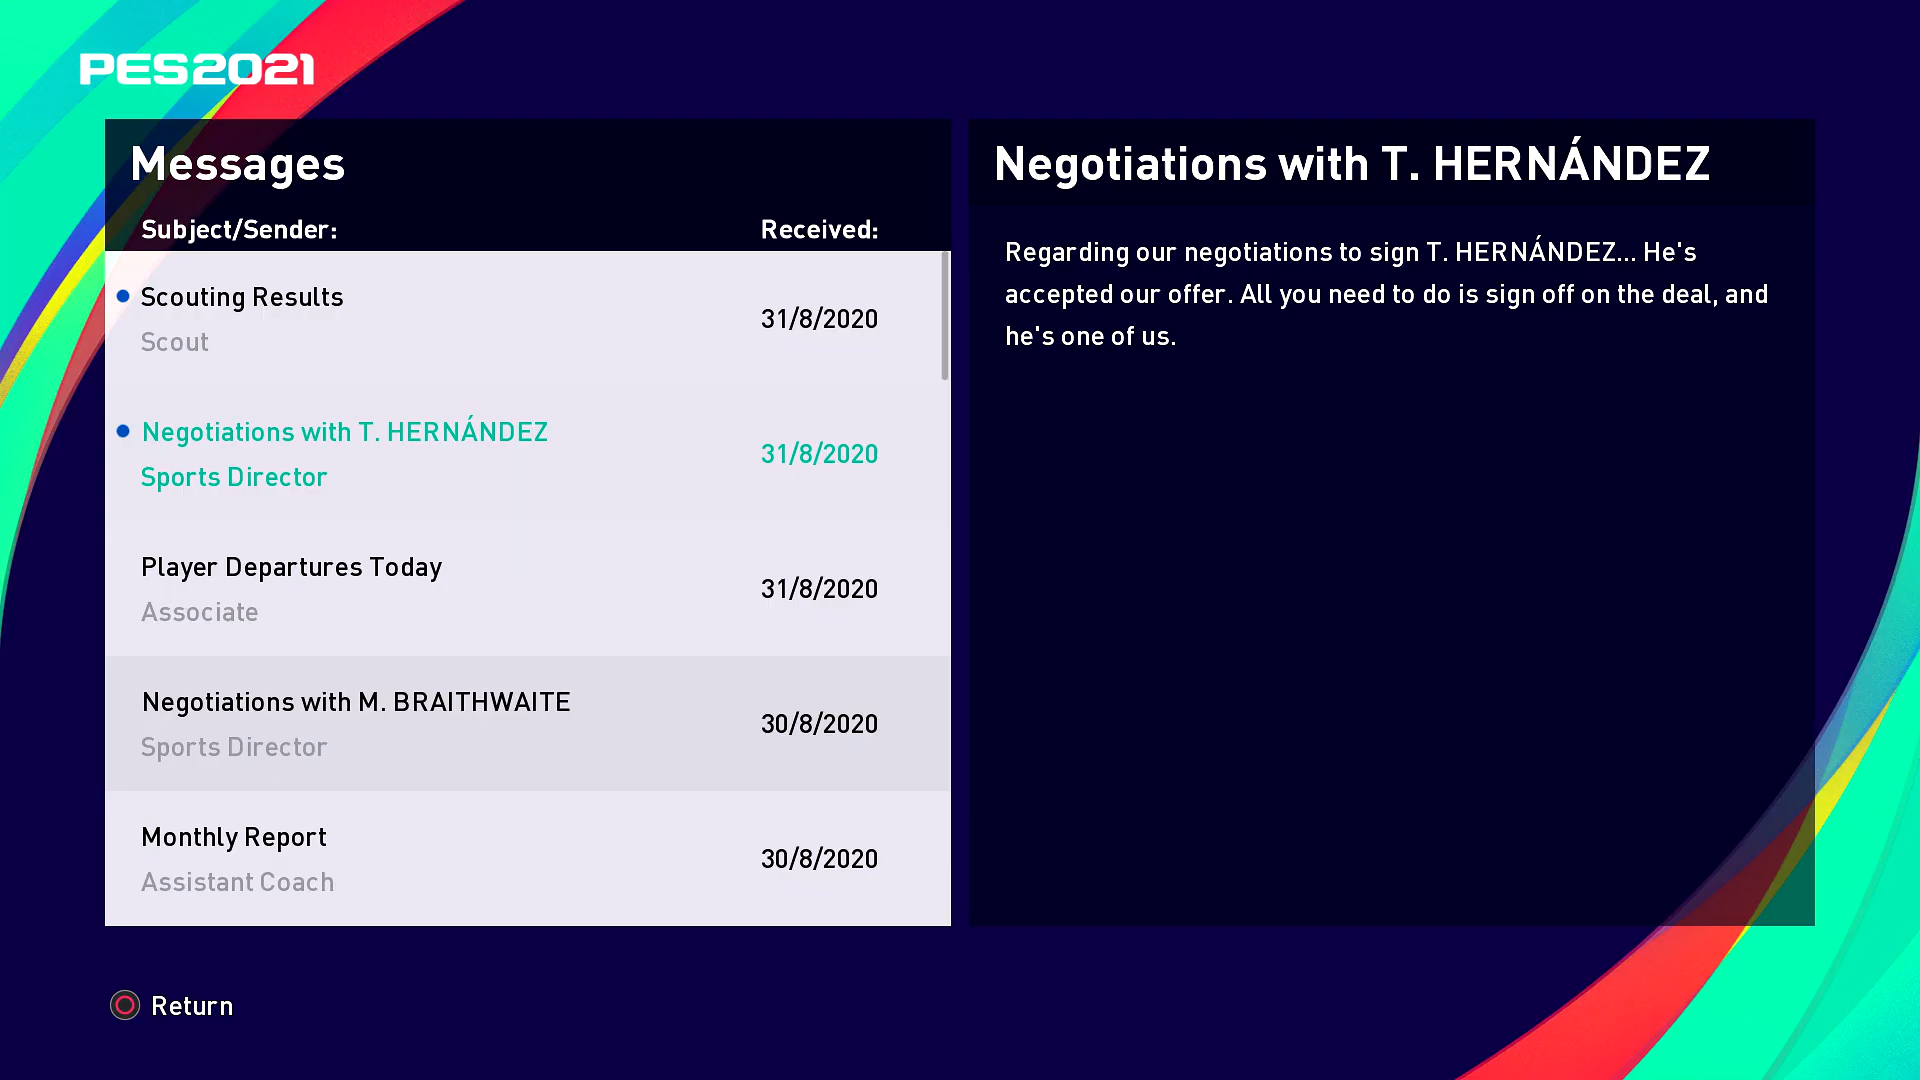 PES2021
Messages
Subject/Sender: Received:
Scouting Results
Scout
31/8/2020
Negotiations with T. HERNÁNDEZ
Sports Director
31/8/2020
Player Departures Today
Associate
31/8/2020
Negotiations with M. BRAITHWAITE
Sports Director
30/8/2020
Monthly Report
Assistant Coach
30/8/2020
Negotiations with T. HERNÁNDEZ
Regarding our negotiations to sign T. HERNÁNDEZ... He's
accepted our offer. All you need to do is sign off on the deal, and
he's one of us.
Return